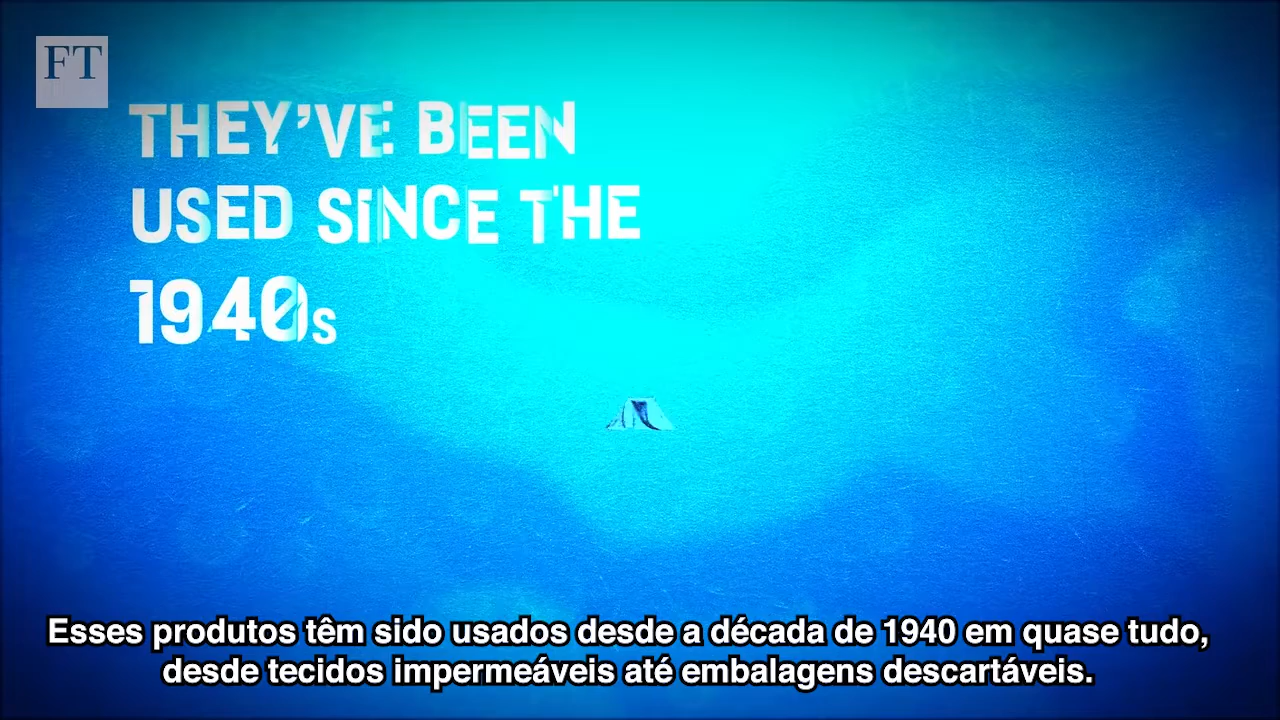 FT
THEY'VE BEEN
USED SINCE THE
1940s
Esses produtos têm sido usados desde a década de 1940 em quase tudo,
desde tecidos impermeáveis até embalagens descartáveis.